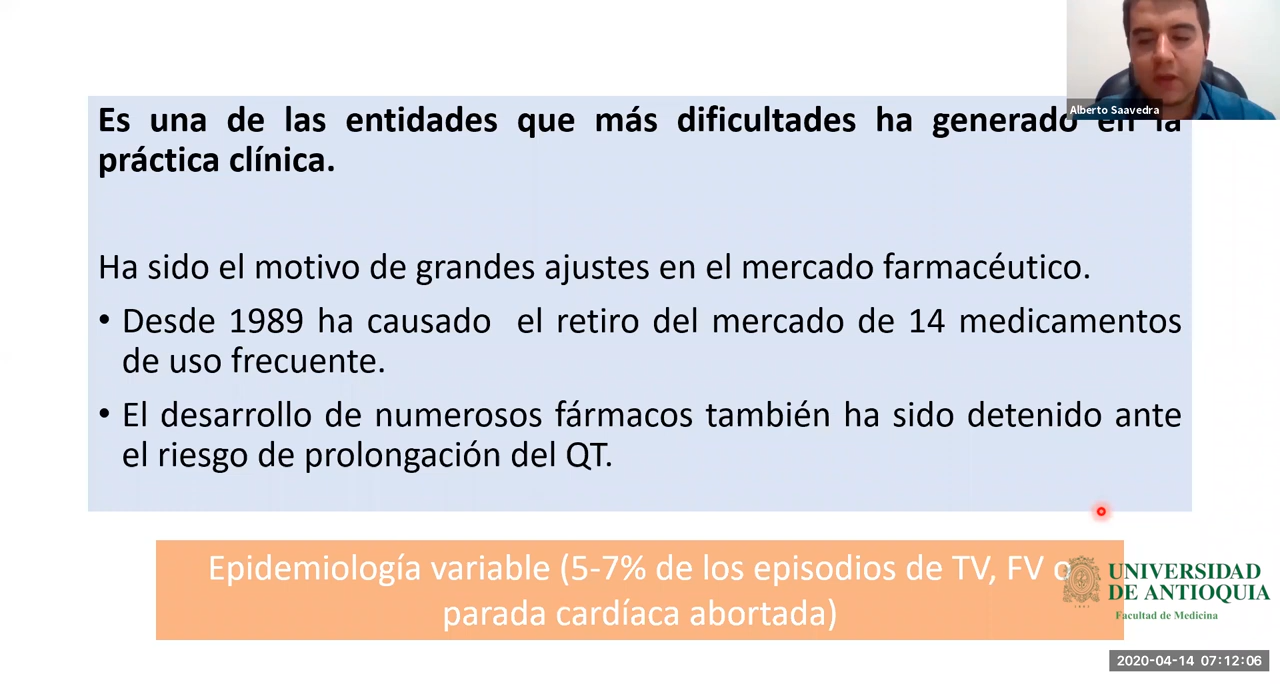 Alberto Saavedra
Es una de las entidades que más dificultades ha generado en la
práctica clínica.
Ha sido el motivo de grandes ajustes en el mercado farmacéutico.
• Desde 1989 ha causado el retiro del mercado de 14 medicamentos
de uso frecuente.
• El desarrollo de numerosos fármacos también ha sido detenido ante
el riesgo de prolongación del QT.
Epidemiología variable (5-7% de los episodios de TV, FV o
parada cardíaca abortada)
UNIVERSIDAD
DE ANTIOQUIA
Facultad de Medicina
2020-04-14 07:12:06